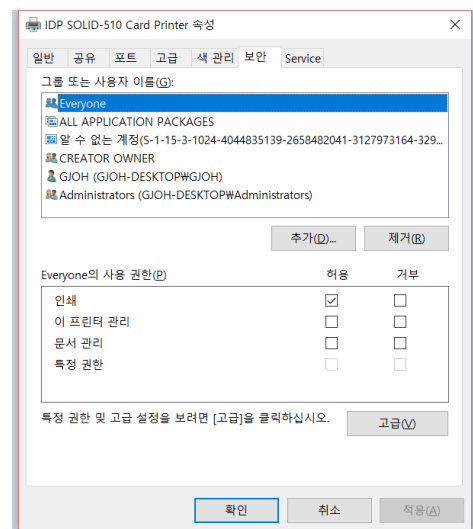 IDP SOLID-510 Card Printer 속성
일반 공유 포트 고급 색 관리 보안 Service
그룹 또는 사용자 이름(G):
Everyone
ALL APPLICATION PACKAGES
알 수 없는 계정(S-1-15-3-1024-4044835139-2658482041-3127973164-329...
CREATOR OWNER
GJOH (GJOH-DESKTOP₩GJOH)
Administrators (GJOH-DESKTOP₩Administrators)
추가(D)... 제거(R)
Everyone의 사용 권한(P) 허용 거부
인쇄
이 프린터 관리
문서 관리
특정 권한
특정 권한 및 고급 설정을 보려면 [고급]을 클릭하십시오.
고급(V)
확인 취소 적용(A)